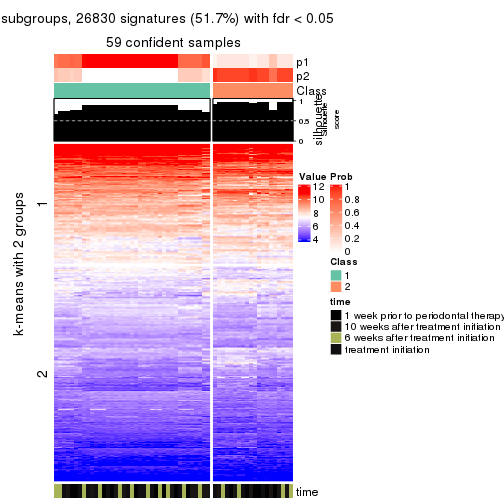 subgroups, 26830 signatures (51.7%) with fdr < 0.05
59 confident samples
p1
p2
Class
1
0.5
0
silhouette
Silhouette
score
k-means with 2 groups
1
2
time
Value
12
10
8
6
4
Prob
1
0.8
0.6
0.4
0.2
0
Class
1
2
time
1 week prior to periodontal therapy
10 weeks after treatment initiation
6 weeks after treatment initiation
treatment initiation